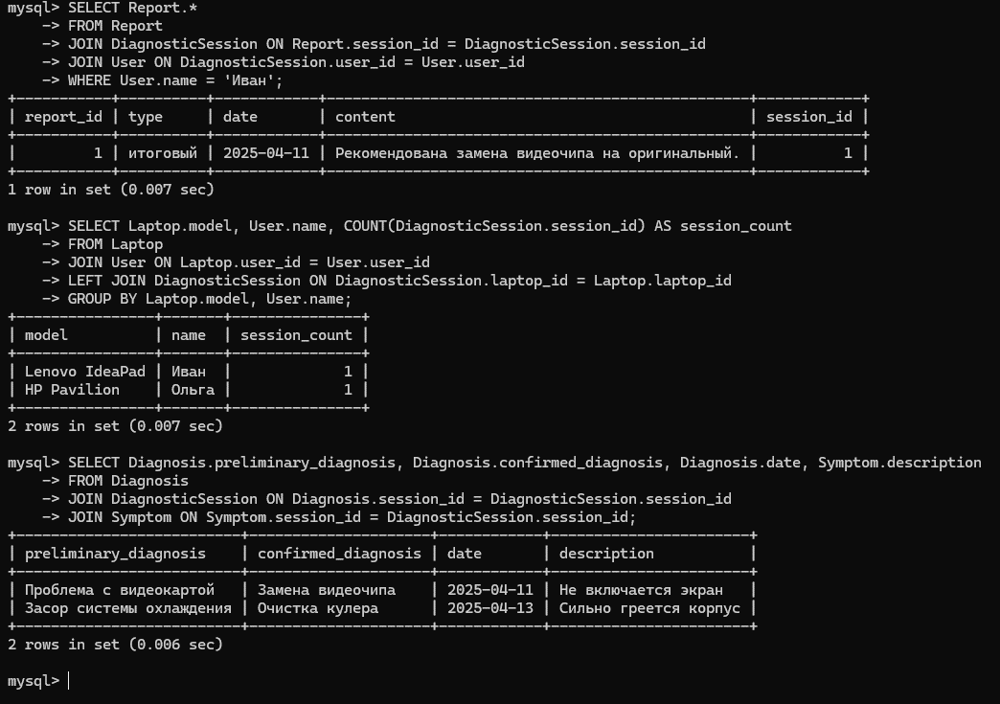 mysql> SELECT Report.*
    -> FROM Report
    -> JOIN DiagnosticSession ON Report.session_id = DiagnosticSession.session_id
    -> JOIN User ON DiagnosticSession.user_id = User.user_id
    -> WHERE User.name = 'Иван';
+-----------+----------+------------+-------------------------------------------------+------------+
| report_id | type     | date       | content                                         | session_id |
+-----------+----------+------------+-------------------------------------------------+------------+
|         1 | итоговый | 2025-04-11 | Рекомендована замена видеочипа на оригинальный. |          1 |
+-----------+----------+------------+-------------------------------------------------+------------+
1 row in set (0.007 sec)

mysql> SELECT Laptop.model, User.name, COUNT(DiagnosticSession.session_id) AS session_count
    -> FROM Laptop
    -> JOIN User ON Laptop.user_id = User.user_id
    -> LEFT JOIN DiagnosticSession ON DiagnosticSession.laptop_id = Laptop.laptop_id
    -> GROUP BY Laptop.model, User.name;
+----------------+-------+---------------+
| model          | name  | session_count |
+----------------+-------+---------------+
| Lenovo IdeaPad | Иван  |             1 |
| HP Pavilion    | Ольга |             1 |
+----------------+-------+---------------+
2 rows in set (0.007 sec)

mysql> SELECT Diagnosis.preliminary_diagnosis, Diagnosis.confirmed_diagnosis, Diagnosis.date, Symptom.description
    -> FROM Diagnosis
    -> JOIN DiagnosticSession ON Diagnosis.session_id = DiagnosticSession.session_id
    -> JOIN Symptom ON Symptom.session_id = DiagnosticSession.session_id;
+--------------------------+---------------------+------------+-----------------------+
| preliminary_diagnosis    | confirmed_diagnosis | date       | description           |
+--------------------------+---------------------+------------+-----------------------+
| Проблема с видеокартой   | Замена видеочипа    | 2025-04-11 | Не включается экран   |
| Засор системы охлаждения | Очистка кулера      | 2025-04-13 | Сильно греется корпус |
+--------------------------+---------------------+------------+-----------------------+
2 rows in set (0.006 sec)

mysql>